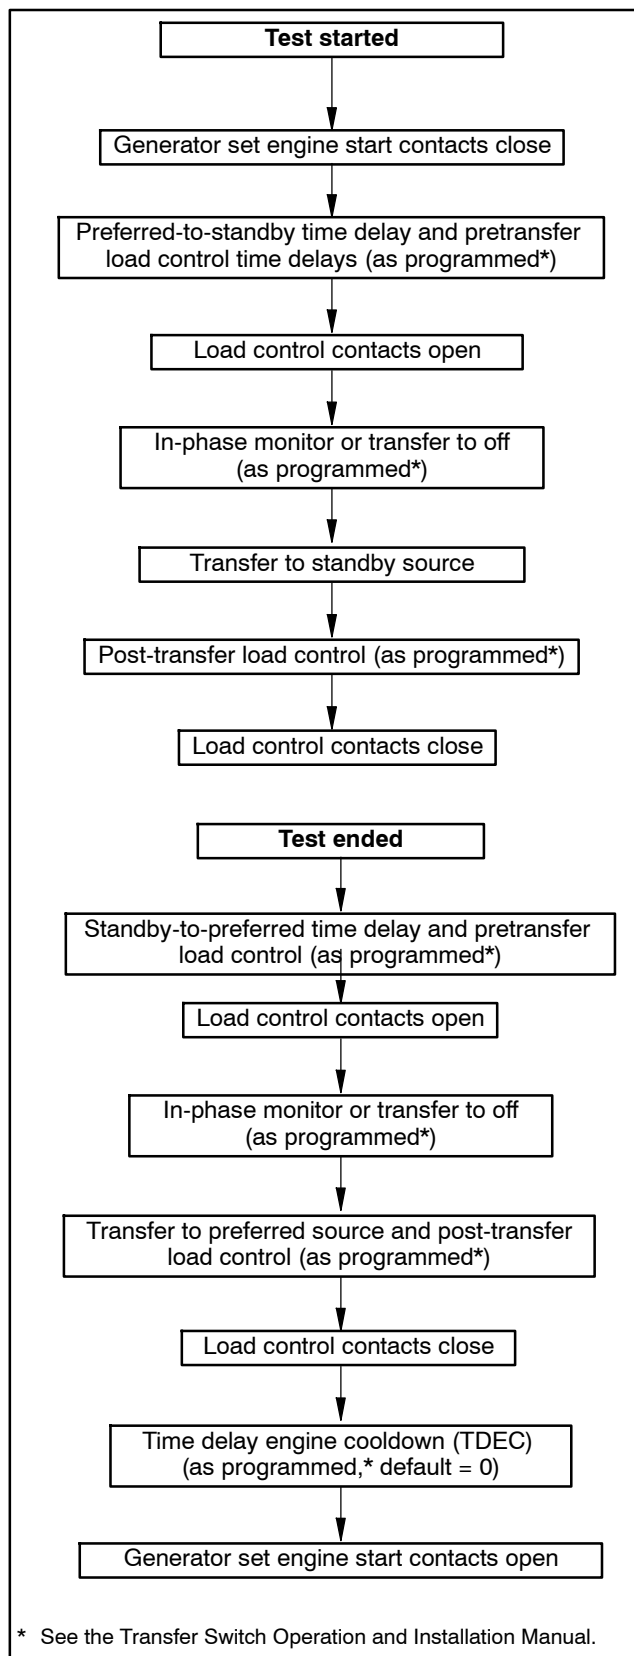 Test started
Generator set engine start contacts close
Preferred-to-standby time delay and pretransfer
load control time delays (as programmed*)
Load control contacts open
In-phase monitor or transfer to off
(as programmed*)
Transfer to standby source
Post-transfer load control (as programmed*)
Load control contacts close
Test ended
Standby-to-preferred time delay and pretransfer
load control (as programmed*)
Load control contacts open
In-phase monitor or transfer to off
(as programmed*)
Transfer to preferred source and post-transfer
load control (as programmed*)
Load control contacts close
Time delay engine cooldown (TDEC)
(as programmed,* default = 0)
Generator set engine start contacts open
* See the Transfer Switch Operation and Installation Manual.